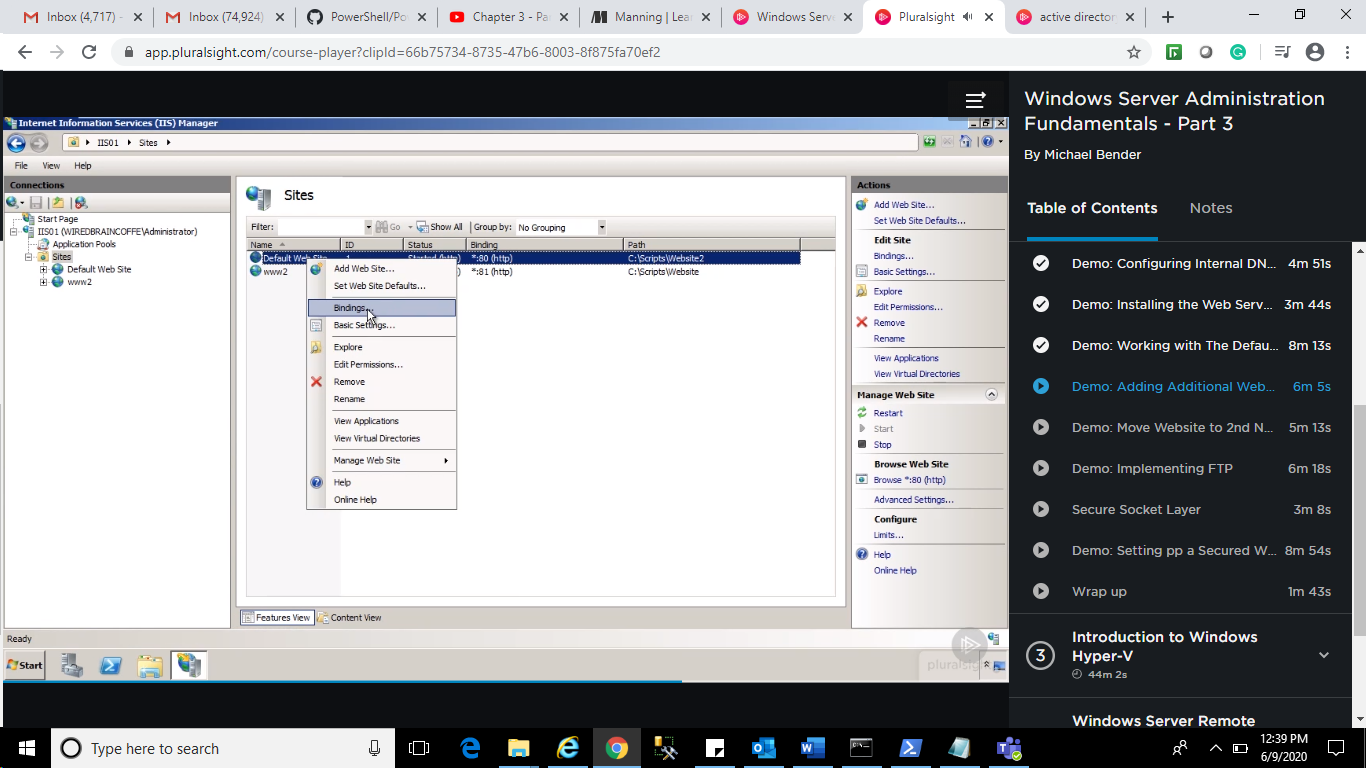 Inbox (4,717) -
Inbox (74,924)
PowerShell/Po
Chapter 3 - Pa
Manning | Lea
Windows Serv
Pluralsight
active director
app.pluralsight.com/course-player?clipId=66b75734-8735-47b6-8003-8f875fa70ef2
Internet Information Services (IIS) Manager
IIS01
Sites
File View Help
Connections
Start Page
IIS01 (WIREDBRAINCOFFE\Administrator)
Application Pools
Sites
Default Web Site
www2
Sites
Filter: Go Show All Group by: No Grouping
Name ID Status Binding Path
Default Web Site 1 Started (http) *:80 (http) C:\Scripts\Website2
www2 *:81 (http) C:\Scripts\Website
Add Web Site...
Set Web Site Defaults...
Bindings...
Basic Settings...
Explore
Edit Permissions...
Remove
Rename
View Applications
View Virtual Directories
Manage Web Site
Help
Online Help
Features View Content View
Ready
Actions
Add Web Site...
Set Web Site Defaults...
Edit Site
Bindings...
Basic Settings...
Explore
Edit Permissions...
Remove
Rename
View Applications
View Virtual Directories
Manage Web Site
Restart
Start
Stop
Browse Web Site
Browse *:80 (http)
Advanced Settings...
Configure
Limits...
Help
Online Help
Start
Windows Server Administration
Fundamentals - Part 3
By Michael Bender
Table of Contents Notes
Demo: Configuring Internal DN... 4m 51s
Demo: Installing the Web Serv... 3m 44s
Demo: Working with The Defau... 8m 13s
Demo: Adding Additional Web... 6m 5s
Demo: Move Website to 2nd N... 5m 13s
Demo: Implementing FTP 6m 18s
Secure Socket Layer 3m 8s
Demo: Setting pp a Secured W... 8m 54s
Wrap up 1m 43s
3
Introduction to Windows
Hyper-V
44m 2s
Windows Server Remote
Type here to search
12:39 PM
6/9/2020